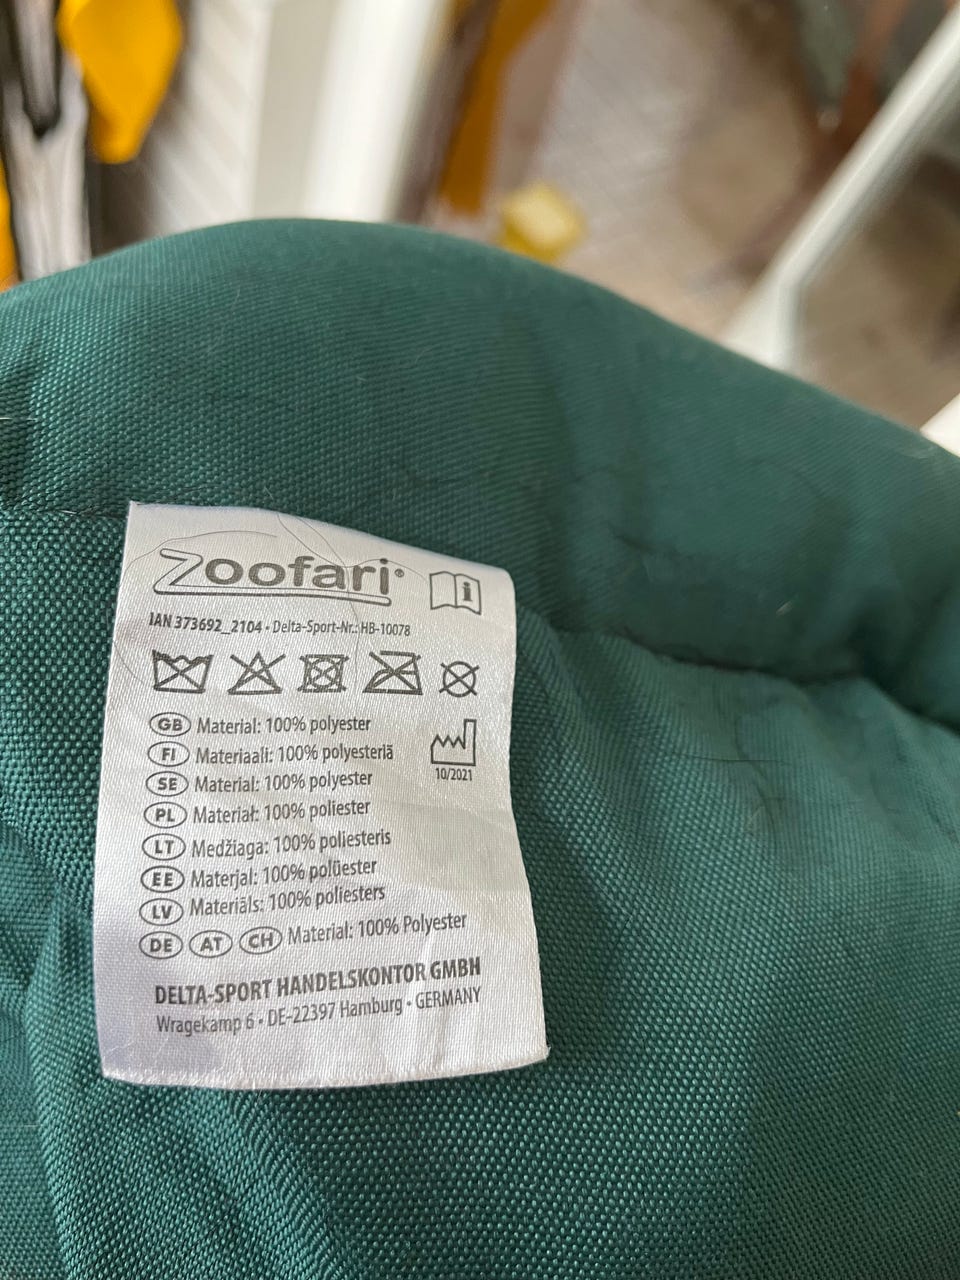 Zoofari®
i
IAN 373692_2104 • Delta-Sport-Nr.: HB-10078
GB Material: 100% polyester
FI Materiaali: 100% polyesteriä
SE Material: 100% polyester
PL Materiał: 100% poliester
LT Medžiaga: 100% poliesteris
EE Materjal: 100% polüester
LV Materiāls: 100% poliesters
DE AT CH Material: 100% Polyester
10/2021
DELTA-SPORT HANDELSKONTOR GMBH
Wragekamp 6 • DE-22397 Hamburg • GERMANY